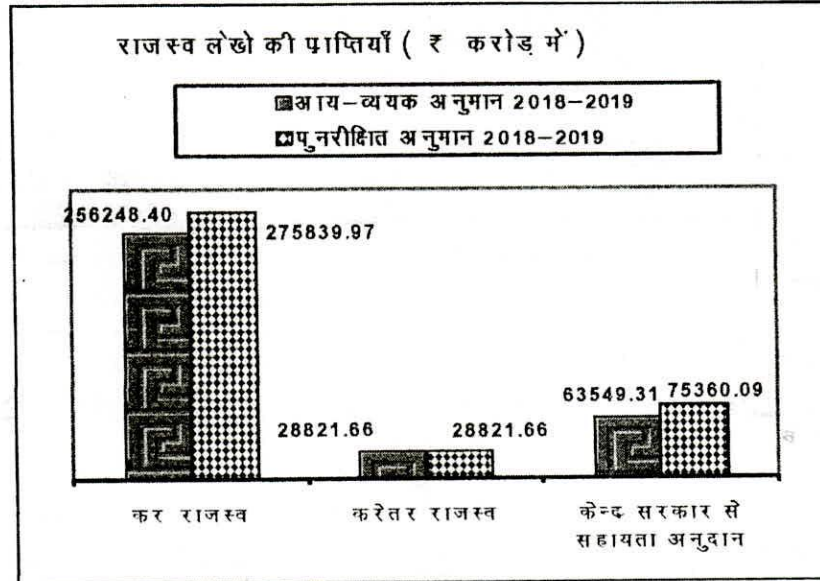 राजस्व लेखो की प्राप्तियाँ ( ₹ करोड़ में )
आय–व्ययक अनुमान 2018–2019
पुनरीक्षित अनुमान 2018–2019
256248.40
275839.97
28821.66
28821.66
63549.31
75360.09
कर राजस्व
करेतर राजस्व
केन्द्र सरकार से
सहायता अनुदान